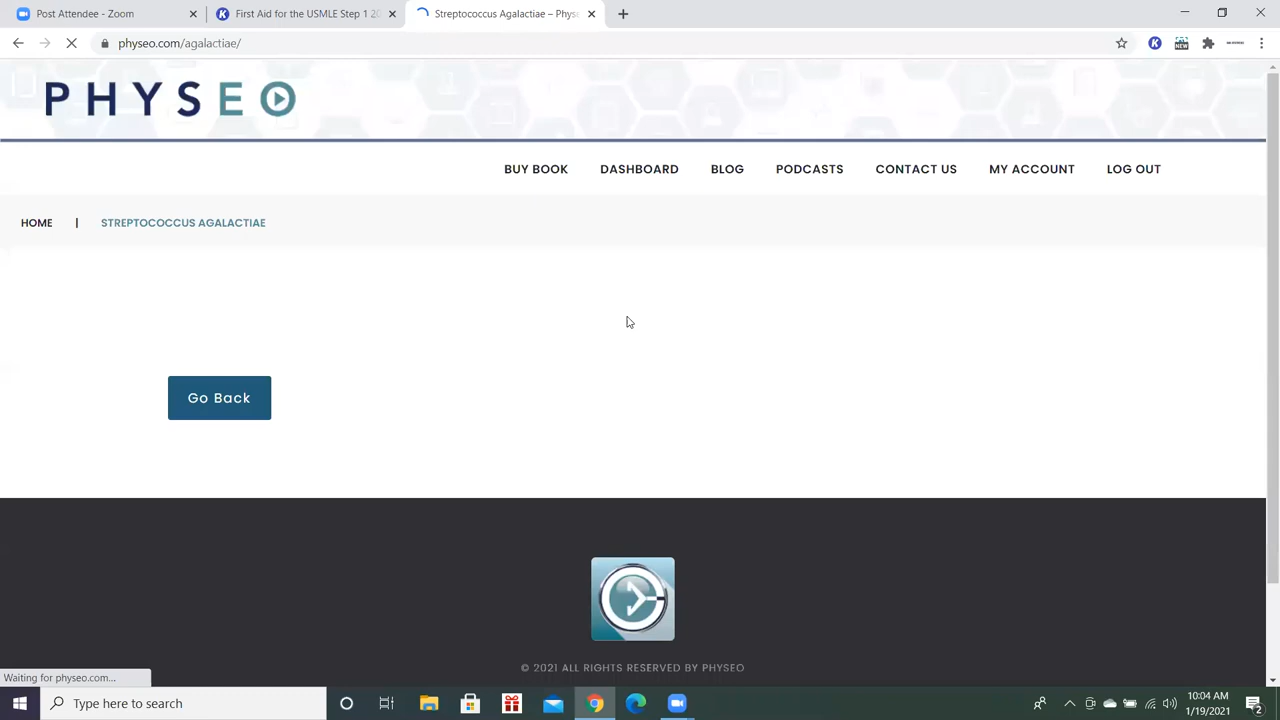 Post Attendee - Zoom
First Aid for the USMLE Step 1 20
Streptococcus Agalactiae – Physe
physeo.com/agalactiae/
NEW
PHYSEO
BUY BOOK
DASHBOARD
BLOG
PODCASTS
CONTACT US
MY ACCOUNT
LOG OUT
HOME | STREPTOCOCCUS AGALACTIAE
Go Back
© 2021 ALL RIGHTS RESERVED BY PHYSEO
Waiting for physeo.com...
Type here to search
10:04 AM
1/19/2021
2